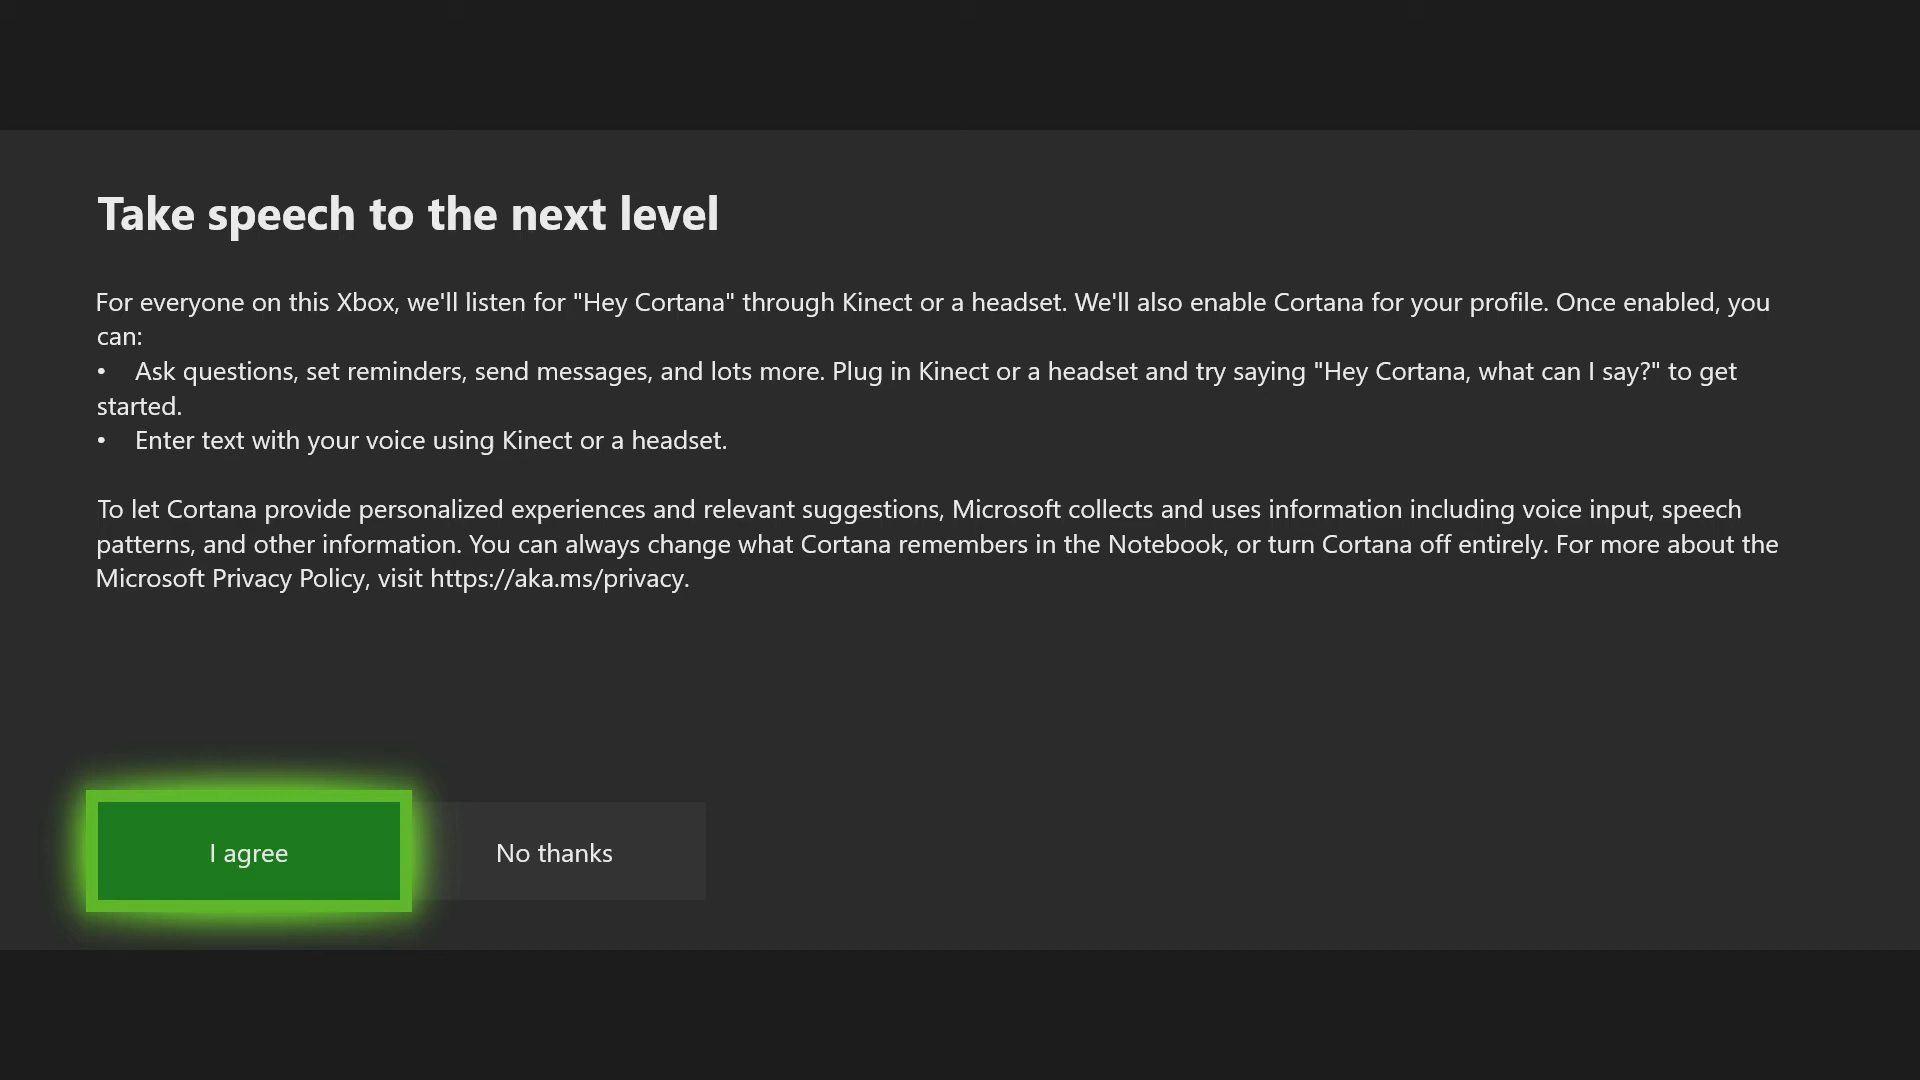 Take speech to the next level
For everyone on this Xbox, we'll listen for "Hey Cortana" through Kinect or a headset. We'll also enable Cortana for your profile. Once enabled, you
can:
• Ask questions, set reminders, send messages, and lots more. Plug in Kinect or a headset and try saying "Hey Cortana, what can I say?" to get
started.
• Enter text with your voice using Kinect or a headset.
To let Cortana provide personalized experiences and relevant suggestions, Microsoft collects and uses information including voice input, speech
patterns, and other information. You can always change what Cortana remembers in the Notebook, or turn Cortana off entirely. For more about the
Microsoft Privacy Policy, visit https://aka.ms/privacy.
I agree
No thanks